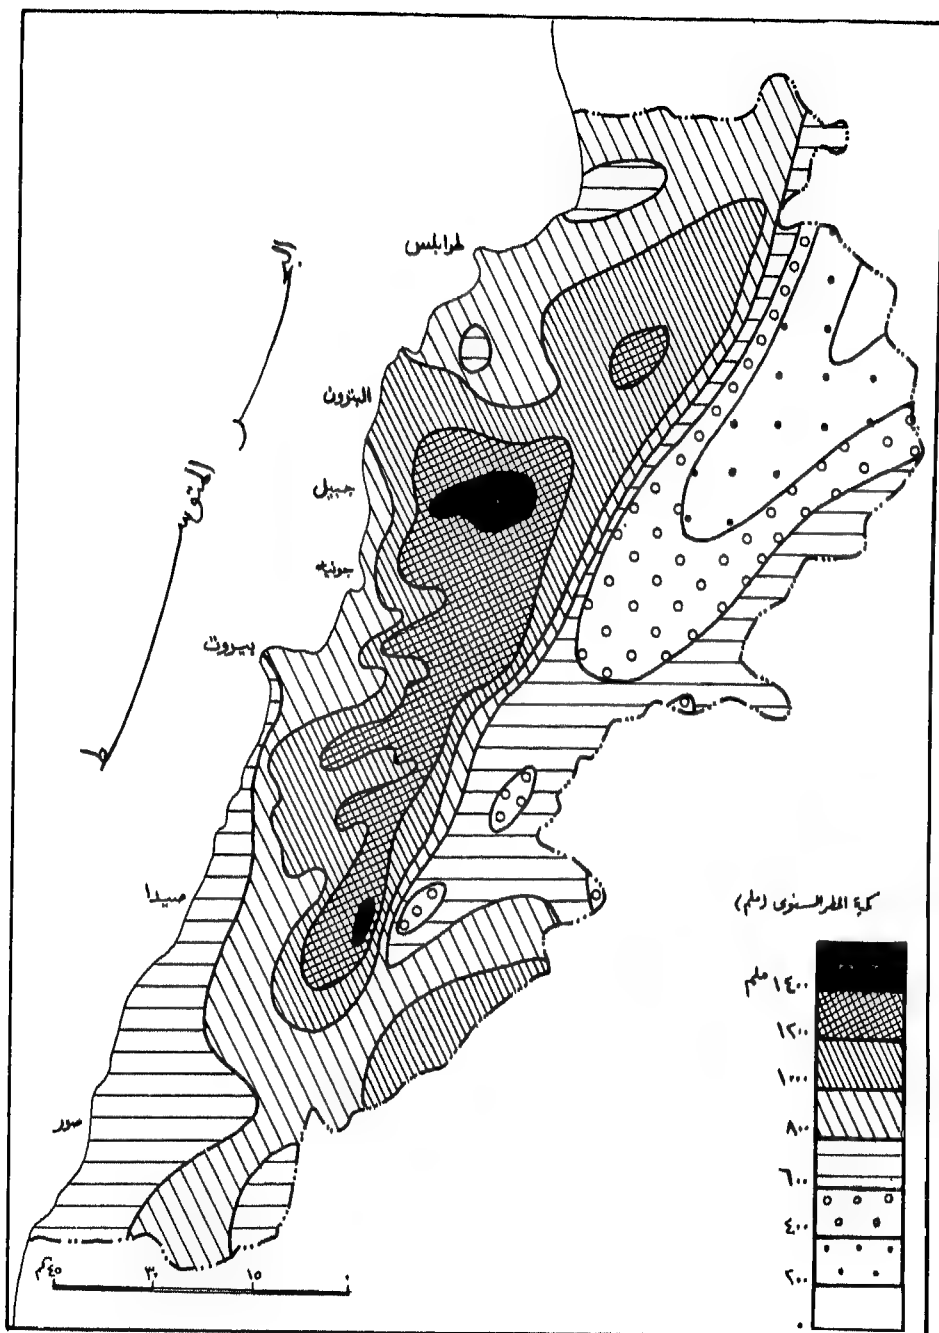 طرابلس
البترون
جبيل
جونيه
بيروت
صيدا
صور
البحر
المتوسط
كمية المطر السنوى (ملم)
١٤٠٠ ملم
١٢٠٠
١٠٠٠
٨٠٠
٦٠٠
٤٠٠
٢٠٠
٠
٤٥كم ٣٠ ١٥ ٠